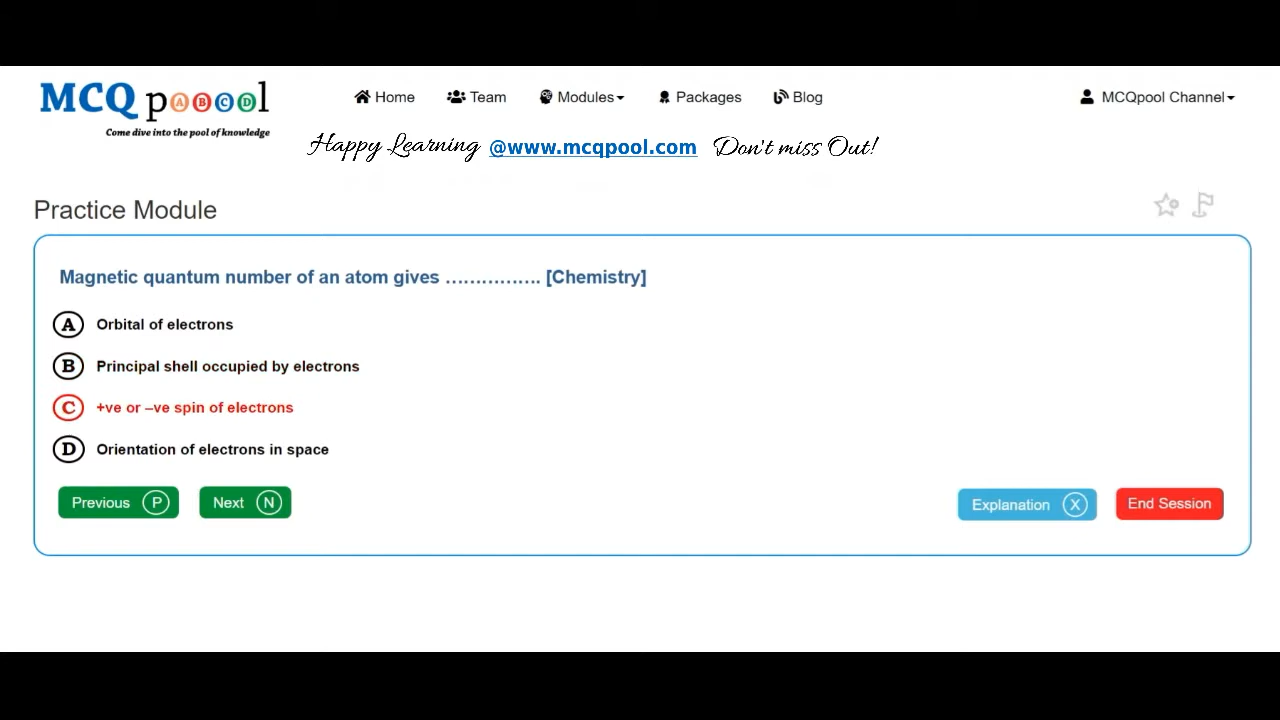 MCQ pooool
Come dive into the pool of knowledge
Home Team Modules Packages Blog MCQpool Channel
Happy Learning @www.mcqpool.com Don't miss Out!
Practice Module
Magnetic quantum number of an atom gives ……………. [Chemistry]
A Orbital of electrons
B Principal shell occupied by electrons
C +ve or –ve spin of electrons
D Orientation of electrons in space
Previous P Next N Explanation X End Session